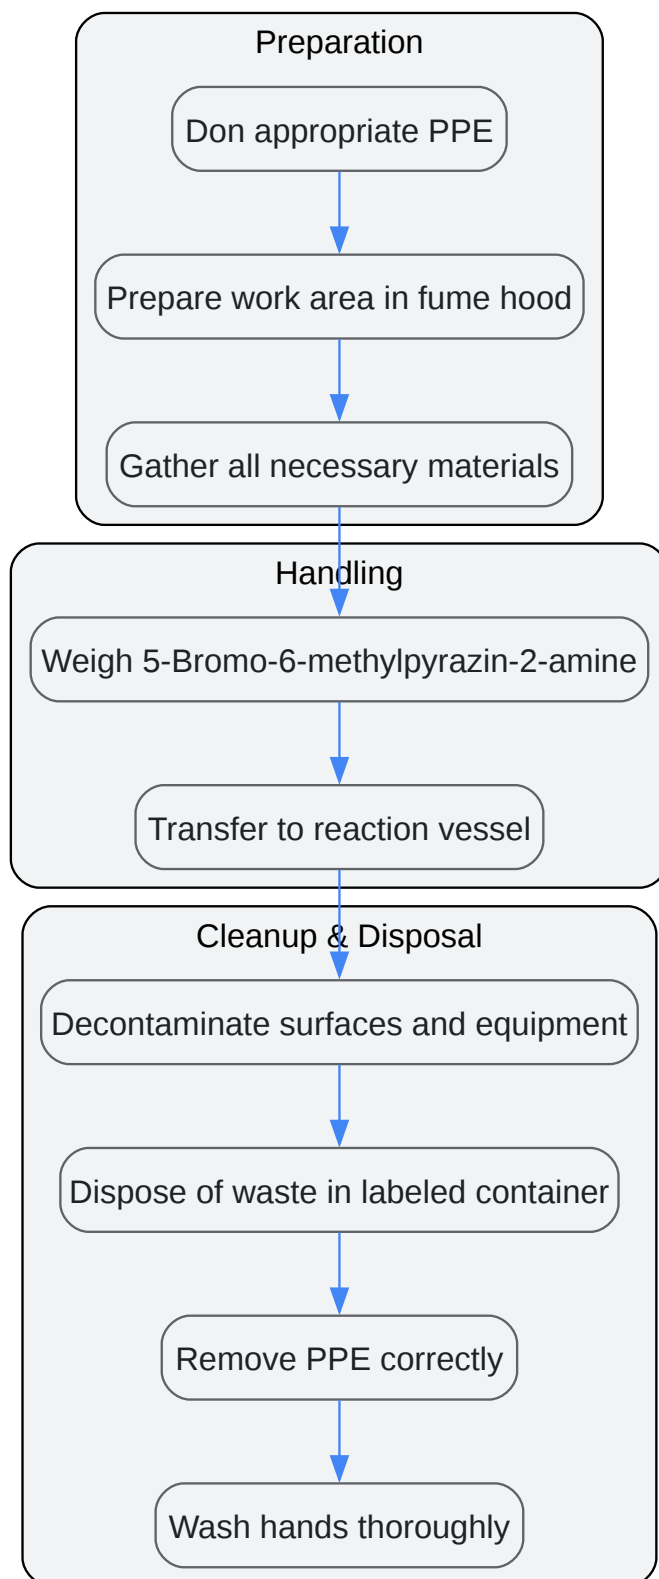 Preparation
Don appropriate PPE
Prepare work area in fume hood
Gather all necessary materials
Handling
Weigh 5-Bromo-6-methylpyrazin-2-amine
Transfer to reaction vessel
Cleanup & Disposal
Decontaminate surfaces and equipment
Dispose of waste in labeled container
Remove PPE correctly
Wash hands thoroughly